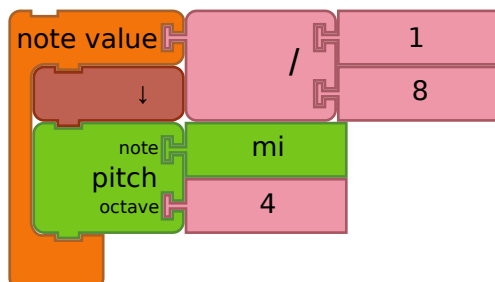 note value / 1
8
↓
note mi
pitch
octave 4